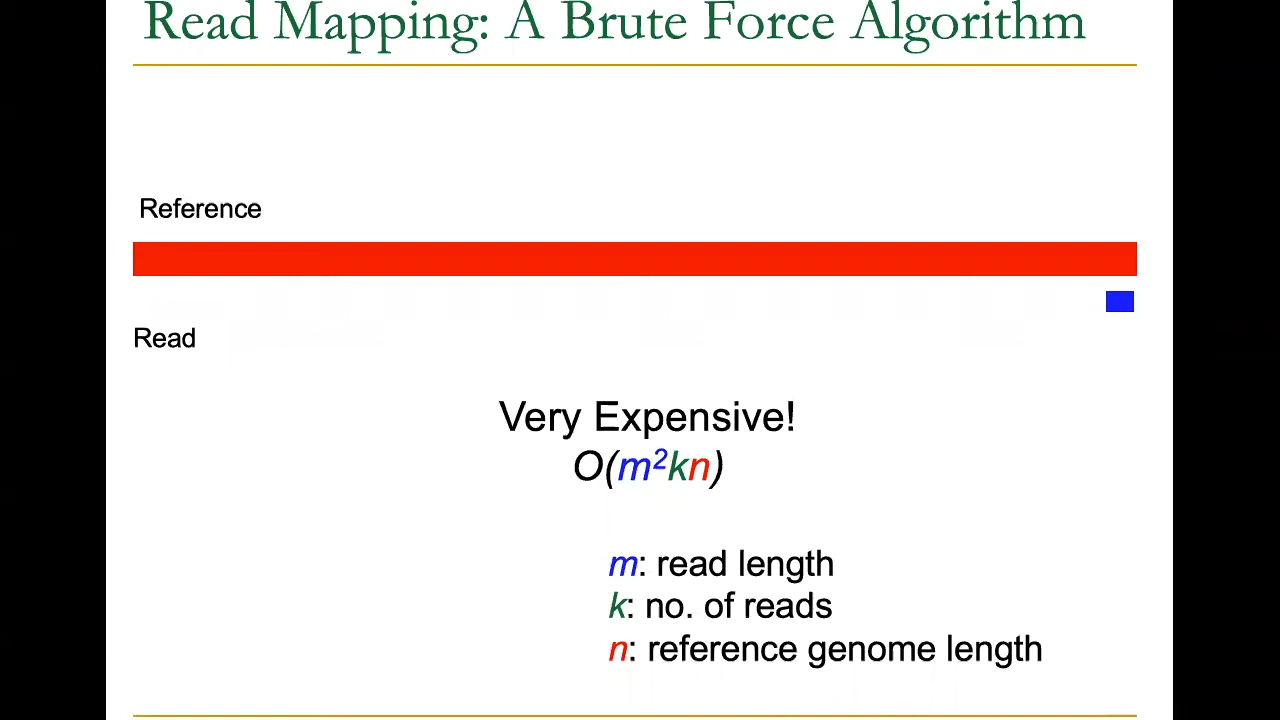 Read Mapping: A Brute Force Algorithm
Reference
Read
Very Expensive!
O(m²kn)
m: read length
k: no. of reads
n: reference genome length